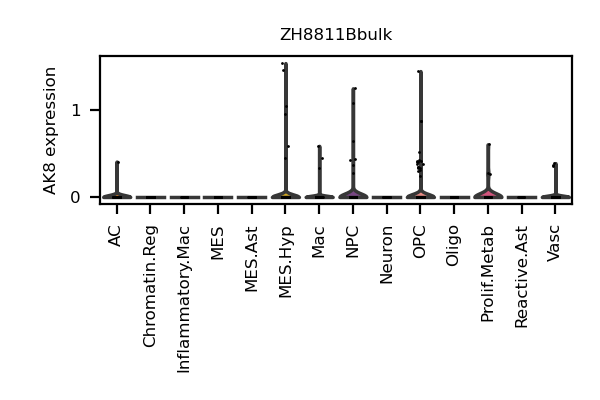 ZH8811Bbulk
AK8 expression
1
0
AC
Chromatin.Reg
Inflammatory.Mac
MES
MES.Ast
MES.Hyp
Mac
NPC
Neuron
OPC
Oligo
Prolif.Metab
Reactive.Ast
Vasc